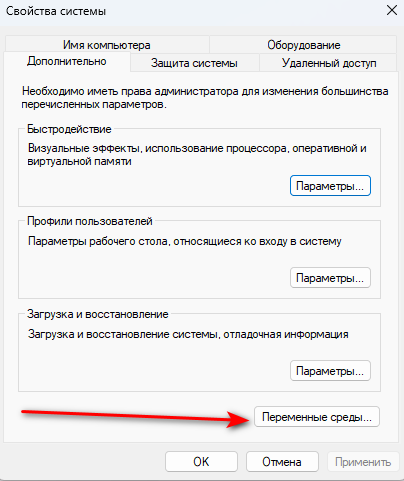 Свойства системы
Имя компьютера
Оборудование
Дополнительно
Защита системы
Удаленный доступ
Необходимо иметь права администратора для изменения большинства
перечисленных параметров.
Быстродействие
Визуальные эффекты, использование процессора, оперативной и
виртуальной памяти
Параметры...
Профили пользователей
Параметры рабочего стола, относящиеся ко входу в систему
Параметры...
Загрузка и восстановление
Загрузка и восстановление системы, отладочная информация
Параметры...
Переменные среды...
OK
Отмена
Применить